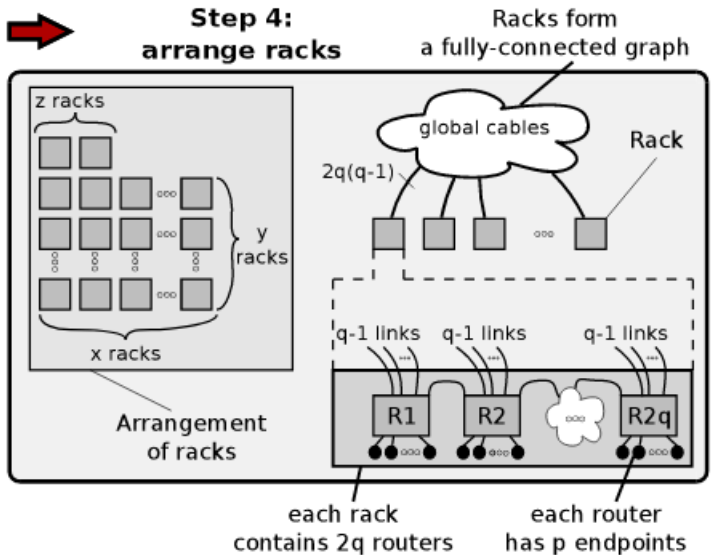 Step 4:
arrange racks
Racks form
a fully-connected graph
z racks
global cables
Rack
2q(q-1)
y
racks
x racks
q-1 links
q-1 links
q-1 links
Arrangement
of racks
R1
R2
R2q
each rack
contains 2q routers
each router
has p endpoints